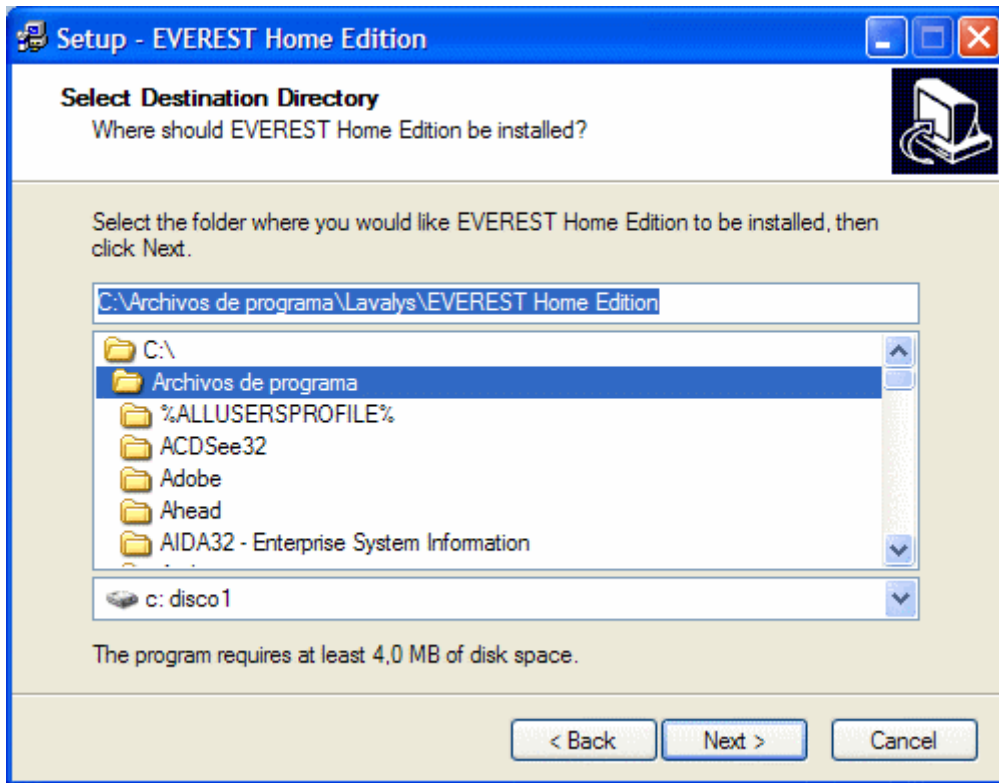 Setup - EVEREST Home Edition
Select Destination Directory
Where should EVEREST Home Edition be installed?
Select the folder where you would like EVEREST Home Edition to be installed, then
click Next.
C:\Archivos de programa\Lavalys\EVEREST Home Edition
C:\
Archivos de programa
%ALLUSERSPROFILE%
ACDSee32
Adobe
Ahead
AIDA32 - Enterprise System Information
c: disco1
The program requires at least 4,0 MB of disk space.
< Back
Next >
Cancel